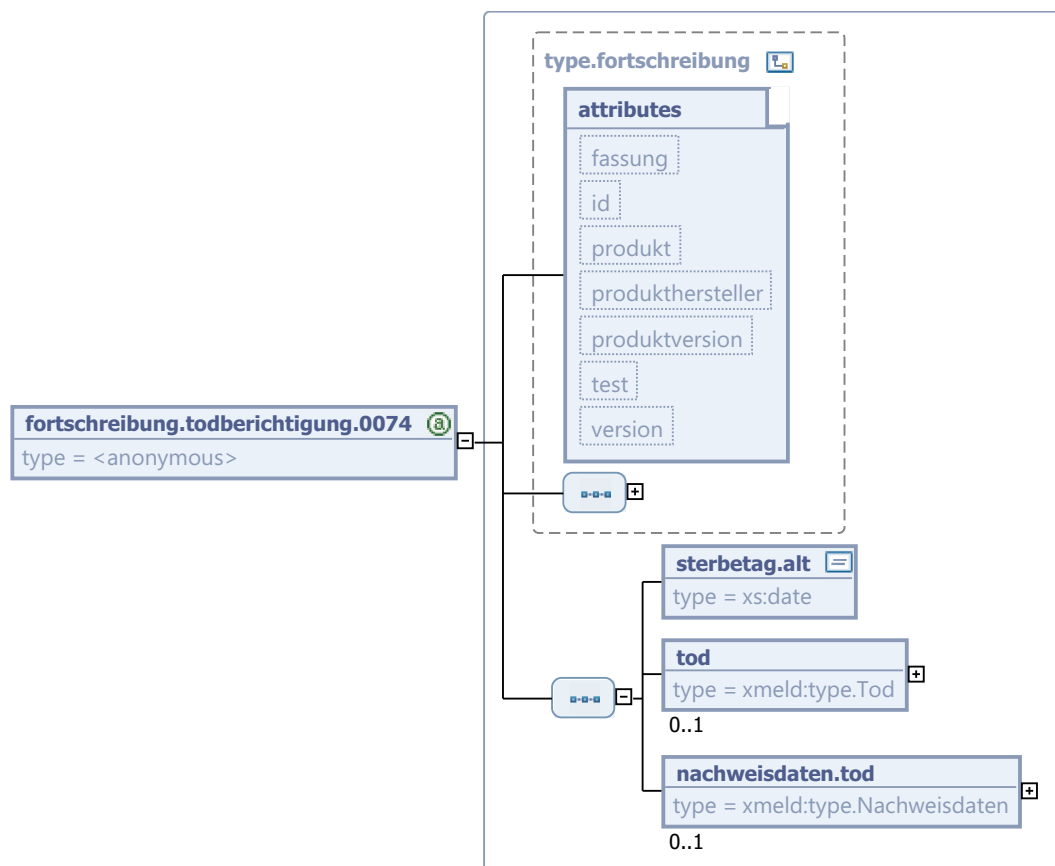 type.fortschreibung
attributes
fassung
id
produkt
produkthersteller
produktversion
test
version
fortschreibung.todberichtigung.0074
type = <anonymous>
sterbetag.alt
type = xs:date
tod
type = xmeld:type.Tod
0..1
nachweisdaten.tod
type = xmeld:type.Nachweisdaten
0..1